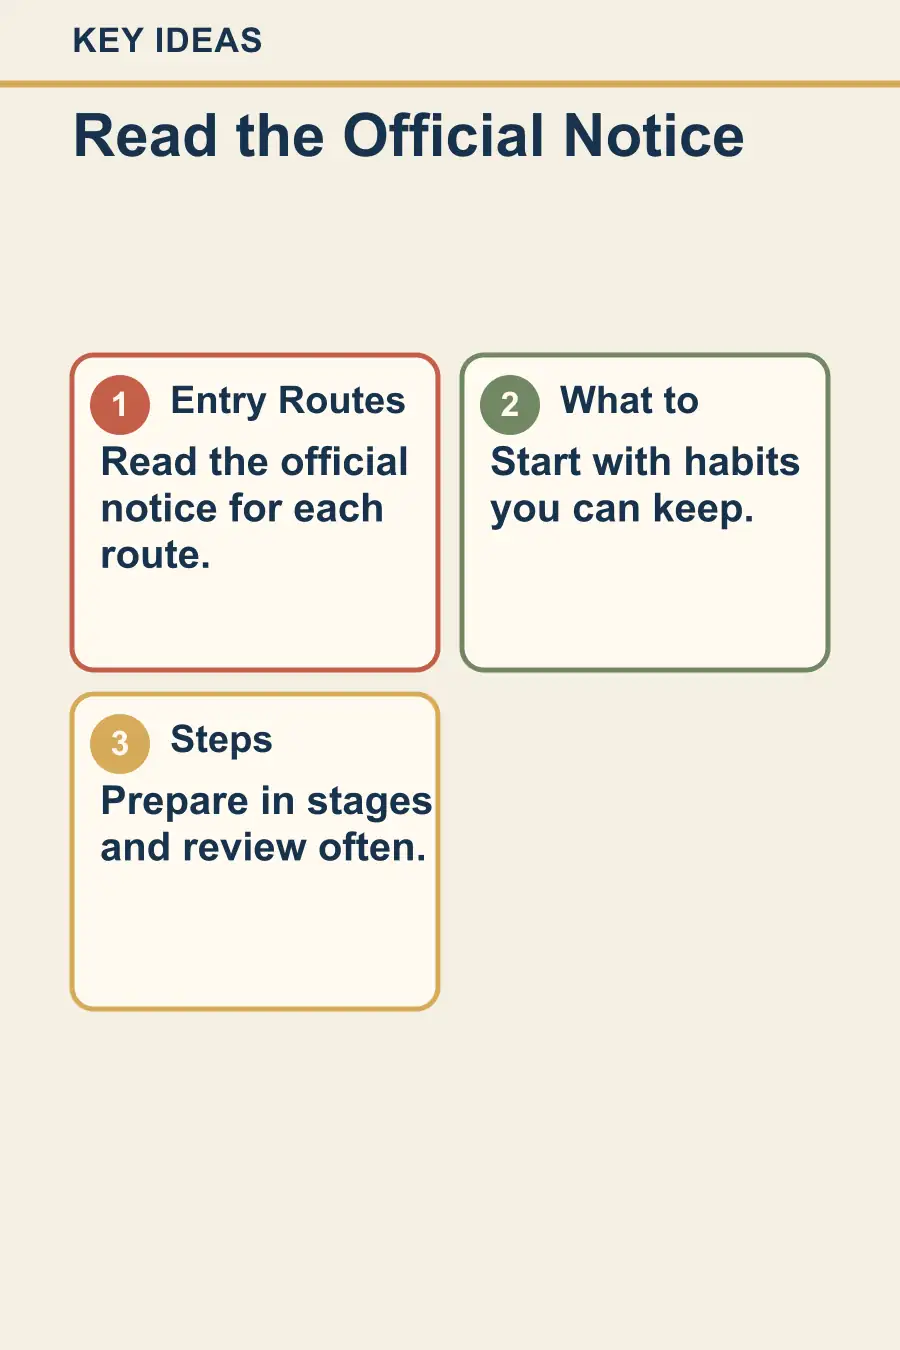 KEY IDEAS
Read the Official Notice
1 Entry Routes
Read the official
notice for each
route.
2 What to
Start with habits
you can keep.
3 Steps
Prepare in stages
and review often.